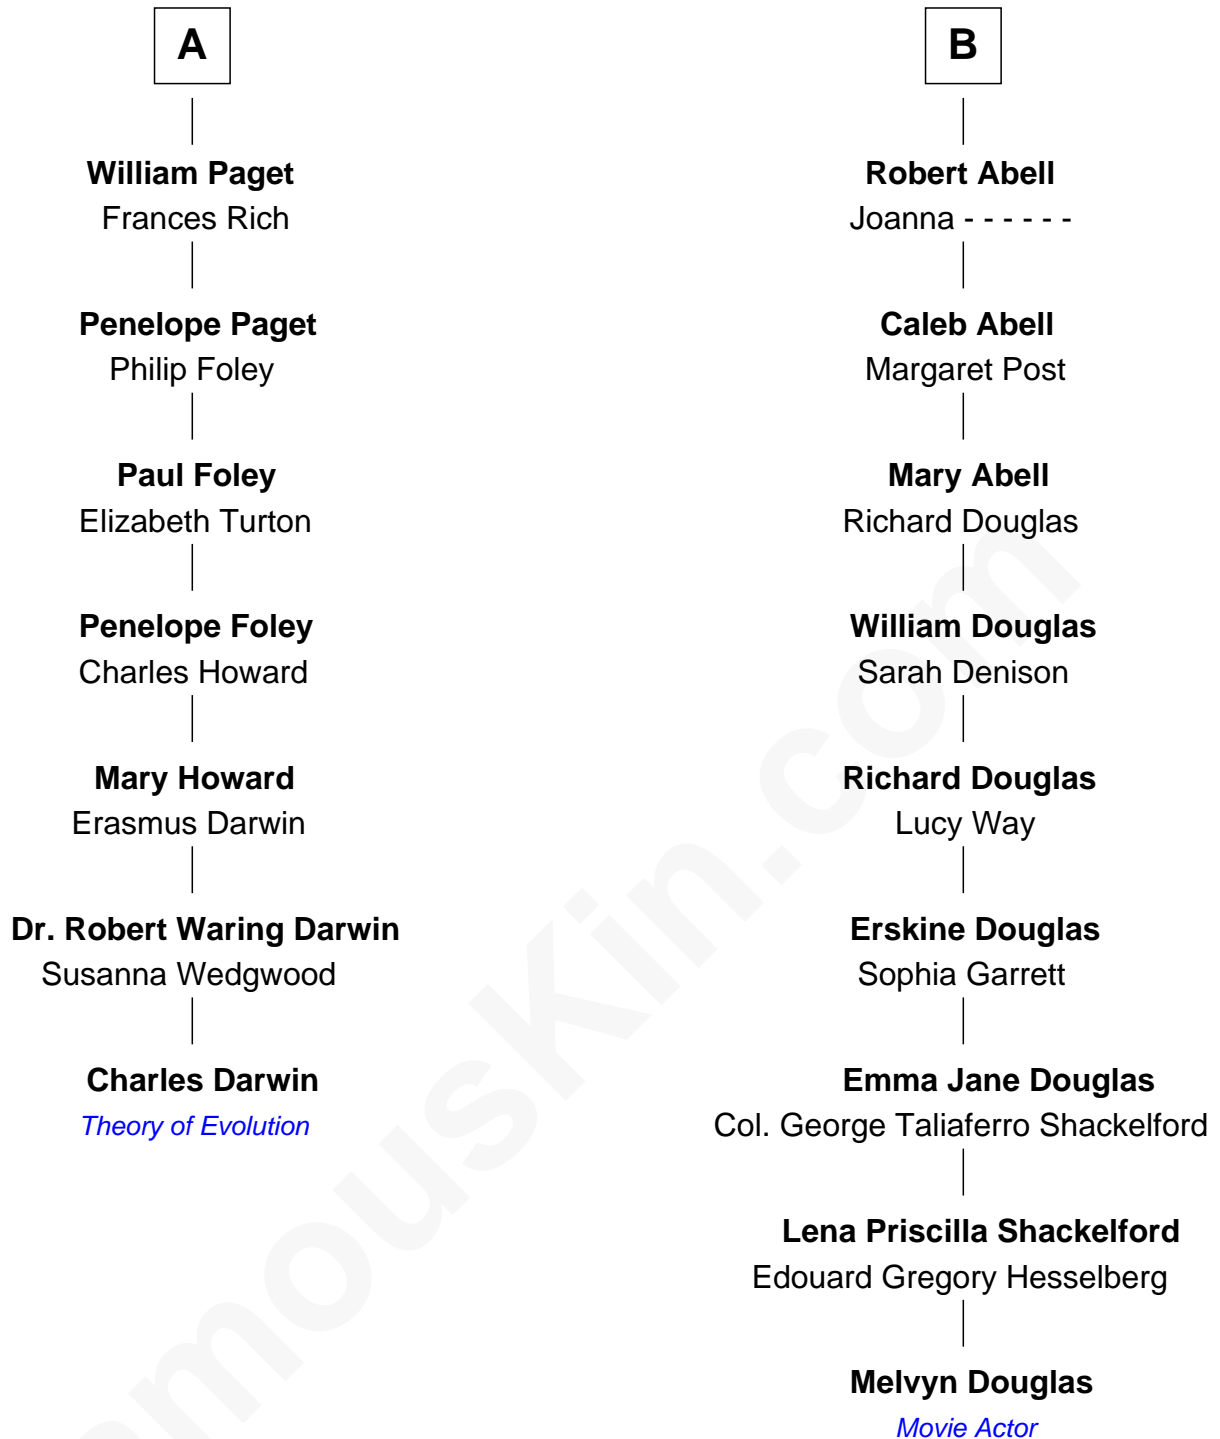 A
William Paget
Frances Rich
Penelope Paget
Philip Foley
Paul Foley
Elizabeth Turton
Penelope Foley
Charles Howard
Mary Howard
Erasmus Darwin
Dr. Robert Waring Darwin
Susanna Wedgwood
Charles Darwin
Theory of Evolution
B
Robert Abell
Joanna - - - - - -
Caleb Abell
Margaret Post
Mary Abell
Richard Douglas
William Douglas
Sarah Denison
Richard Douglas
Lucy Way
Erskine Douglas
Sophia Garrett
Emma Jane Douglas
Col. George Taliaferro Shackelford
Lena Priscilla Shackelford
Edouard Gregory Hesselberg
Melvyn Douglas
Movie Actor
mouskin.com